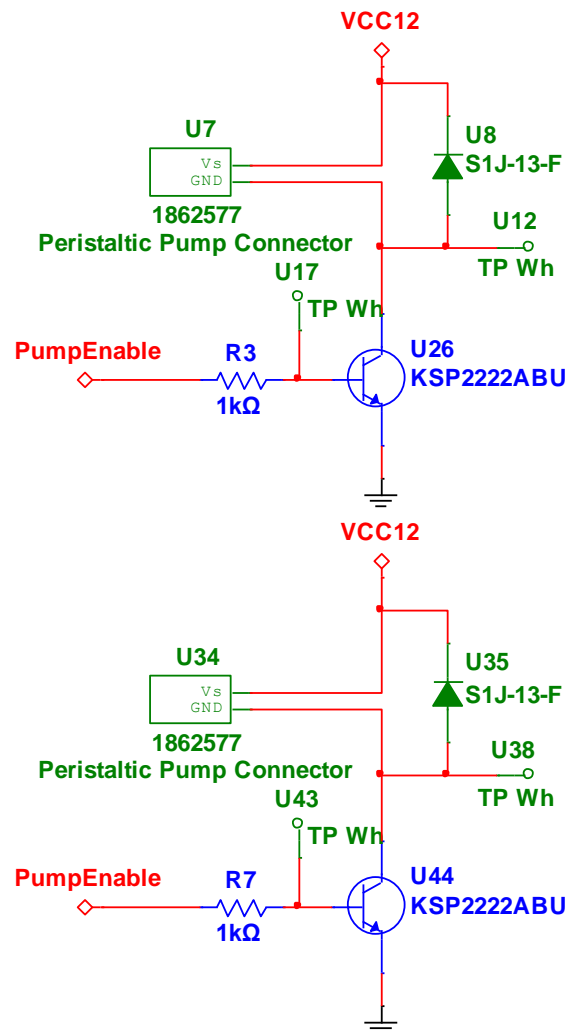 VCC12
U7
U8
Vs
S1J-13-F
GND
1862577
U12
Peristaltic Pump Connector
U17
TP Wh
TP Wh
PumpEnable
R3
U26
KSP2222ABU
1kΩ
VCC12
U34
U35
Vs
S1J-13-F
GND
1862577
U38
Peristaltic Pump Connector
U43
TP Wh
TP Wh
PumpEnable
R7
U44
KSP2222ABU
1kΩ